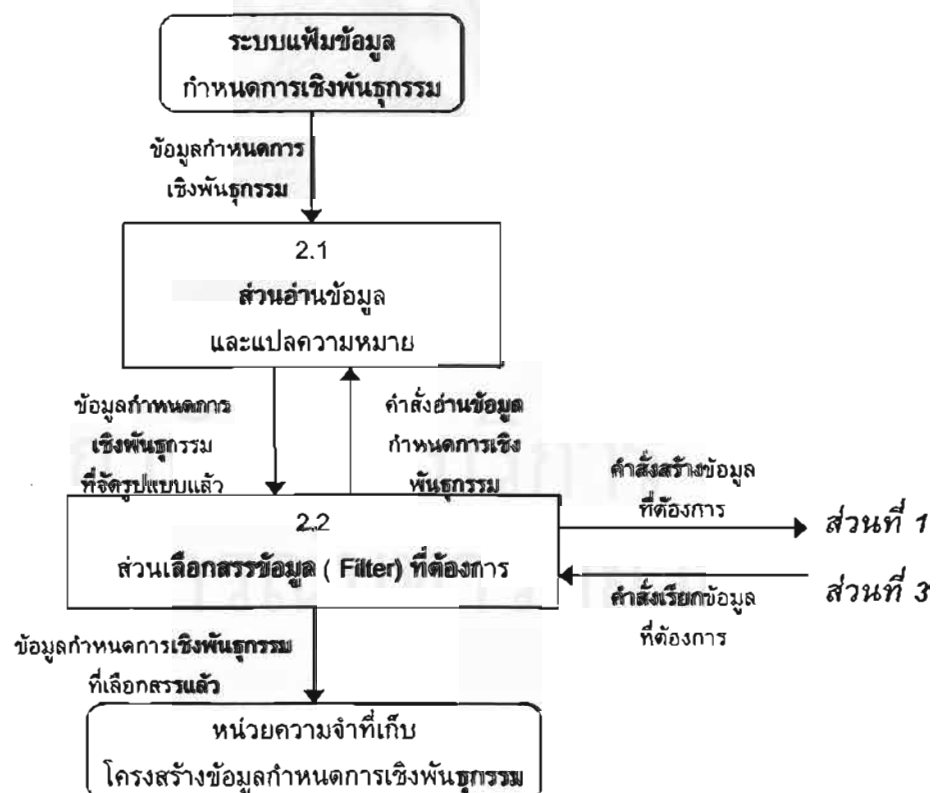 ระบบแฟ้มข้อมูล
กำหนดการเชิงพันธุกรรม
ข้อมูลกำหนดการ
เชิงพันธุกรรม
2.1
ส่วนอ่านข้อมูล
และแปลความหมาย
ข้อมูลกำหนดการ
เชิงพันธุกรรม
ที่จัดรูปแบบแล้ว
คำสั่งอ่านข้อมูล
กำหนดการเชิง
พันธุกรรม
คำสั่งสร้างข้อมูล
ที่ต้องการ
ส่วนที่ 1
2.2
ส่วนเลือกสรรข้อมูล ( Filter) ที่ต้องการ
คำสั่งเรียกข้อมูล
ที่ต้องการ
ส่วนที่ 3
ข้อมูลกำหนดการเชิงพันธุกรรม
ที่เลือกสรรแล้ว
หน่วยความจำที่เก็บ
โครงสร้างข้อมูลกำหนดการเชิงพันธุกรรม